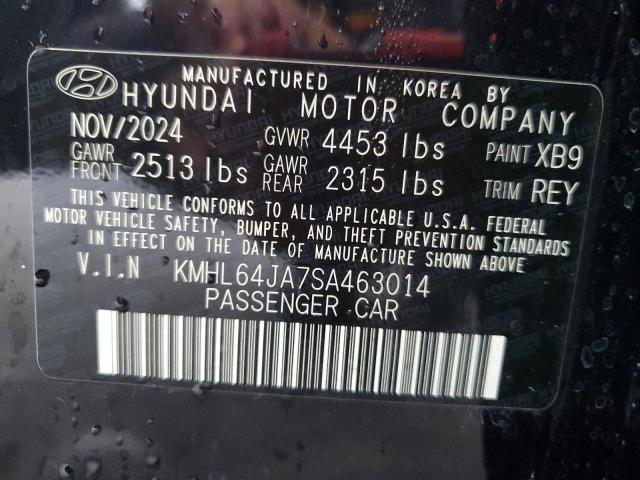 MANUFACTURED IN KOREA BY
HYUNDAI MOTOR COMPANY
NOV/2024 GVWR 4453 lbs PAINT XB9
GAWR FRONT 2513 lbs GAWR REAR 2315 lbs TRIM REY
THIS VEHICLE CONFORMS TO ALL APPLICABLE U.S.A. FEDERAL
MOTOR VEHICLE SAFETY, BUMPER, AND THEFT PREVENTION STANDARDS
IN EFFECT ON THE DATE OF MANUFACTURE SHOWN ABOVE.
V.I.N KMHL64JA7SA463014
PASSENGER CAR